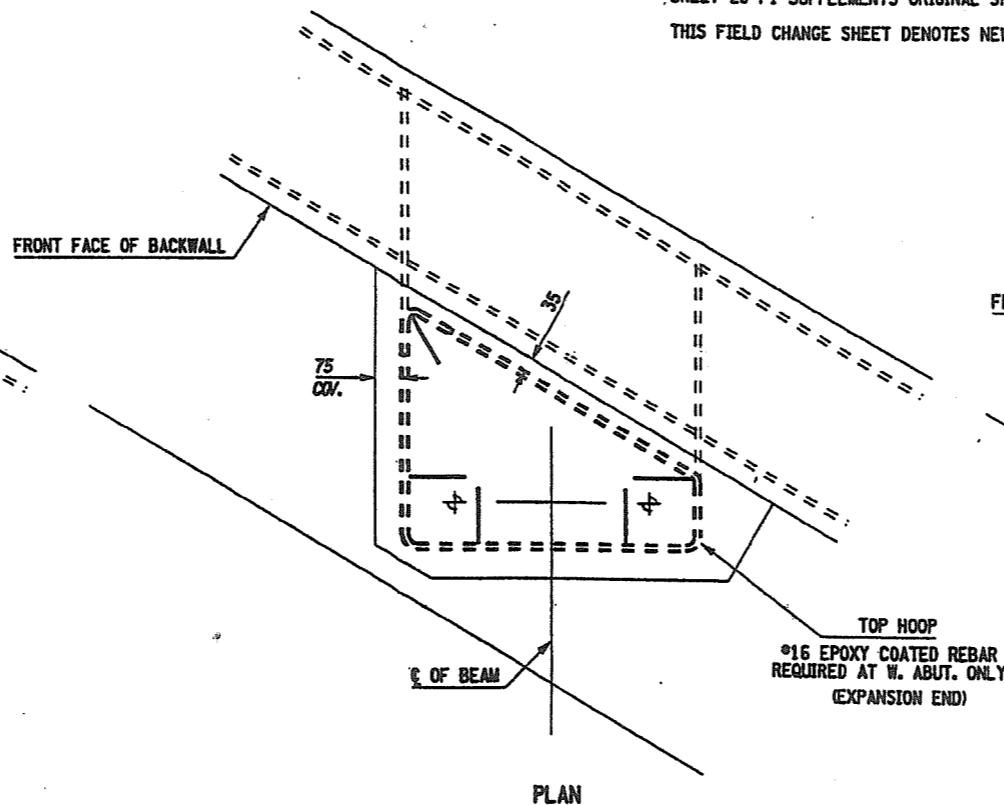 THIS FIELD CHANGE SHEET DENOTES
FRONT FACE OF BACKWALL
35
75
COV.
TOP HOOP
#16 EPOXY COATED REBAR
REQUIRED AT W. ABUT. ONLY
(EXPANSION END)
℄ OF BEAM
PLAN